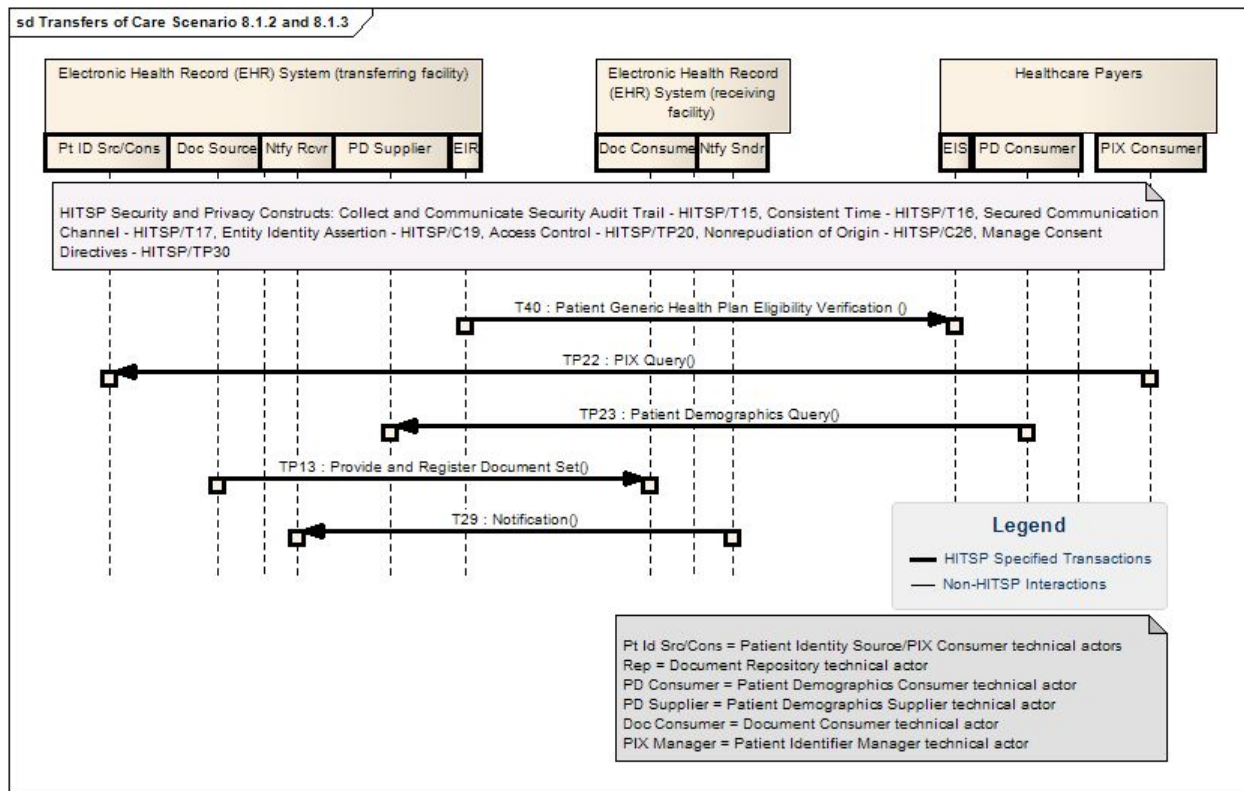 sd Transfers of Care Scenario 8.1.2 and 8.1.3
Electronic Health Record (EHR) System (transferring facility)
Electronic Health Record
(EHR) System (receiving
facility)
Healthcare Payers
Pt ID Src/Cons
Doc Source
Ntfy Rcvr
PD Supplier
EIR
Doc Consume
Ntfy Sndr
EIS
PD Consumer
PIX Consumer
HITSP Security and Privacy Constructs: Collect and Communicate Security Audit Trail - HITSP/T15, Consistent Time - HITSP/T16, Secured Communication
Channel - HITSP/T17, Entity Identity Assertion - HITSP/C19, Access Control - HITSP/TP20, Nonrepudiation of Origin - HITSP/C26, Manage Consent
Directives - HITSP/TP30
T40 : Patient Generic Health Plan Eligibility Verification ()
TP22 : PIX Query()
TP23 : Patient Demographics Query()
TP13 : Provide and Register Document Set()
T29 : Notification()
Legend
HITSP Specified Transactions
Non-HITSP Interactions
Pt Id Src/Cons = Patient Identity Source/PIX Consumer technical actors
Rep = Document Repository technical actor
PD Consumer = Patient Demographics Consumer technical actor
PD Supplier = Patient Demographics Supplier technical actor
Doc Consumer = Document Consumer technical actor
PIX Manager = Patient Identifier Manager technical actor